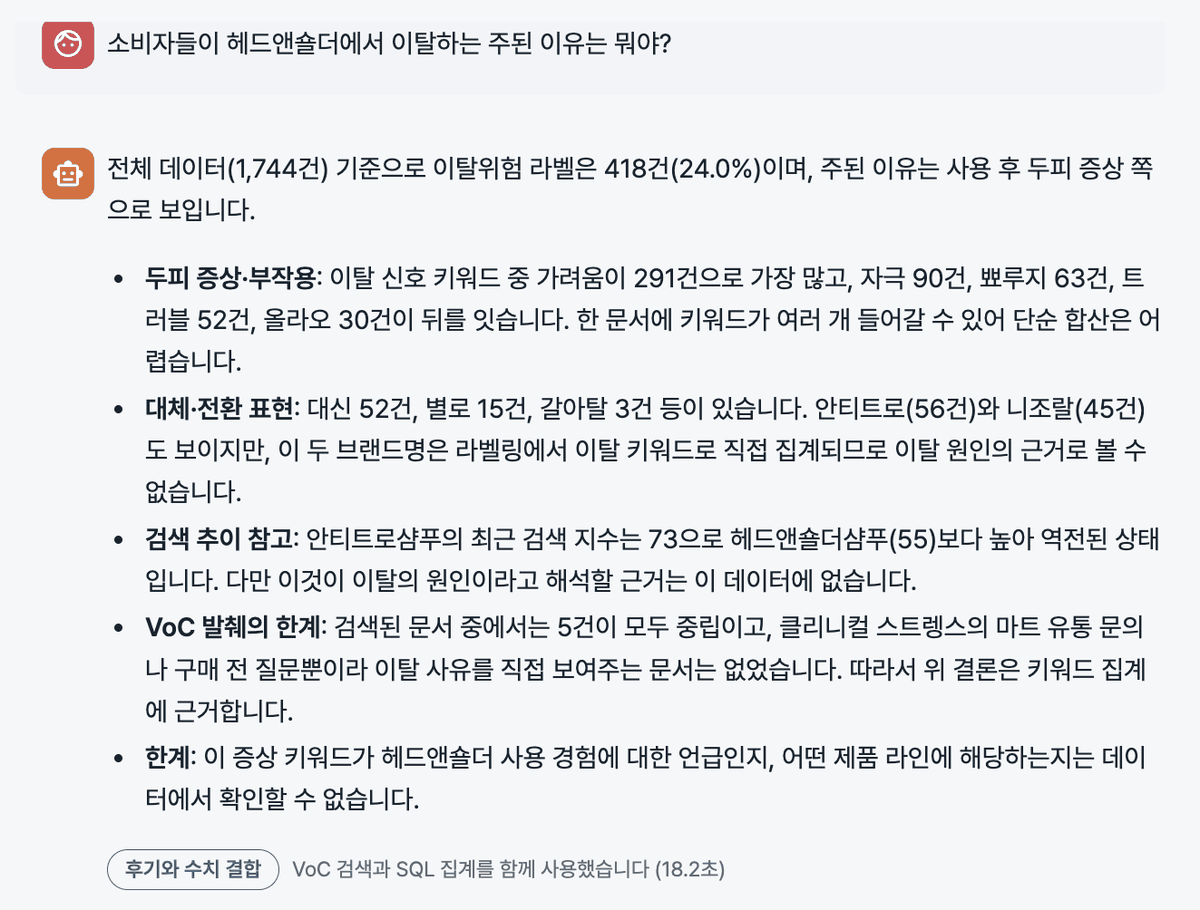 소비자들이 헤드앤숄더에서 이탈하는 주된 이유는 뭐야?
전체 데이터(1,744건) 기준으로 이탈위험 라벨은 418건(24.0%)이며, 주된 이유는 사용 후 두피 증상 쪽
으로 보입니다.
• 두피 증상·부작용: 이탈 신호 키워드 중 가려움이 291건으로 가장 많고, 자극 90건, 뾰루지 63건, 트
러블 52건, 올라오 30건이 뒤를 잇습니다. 한 문서에 키워드가 여러 개 들어갈 수 있어 단순 합산은 어
렵습니다.
• 대체·전환 표현: 대신 52건, 별로 15건, 갈아탈 3건 등이 있습니다. 안티트로(56건)와 니조랄(45건)
도 보이지만, 이 두 브랜드명은 라벨링에서 이탈 키워드로 직접 집계되므로 이탈 원인의 근거로 볼 수
없습니다.
• 검색 추이 참고: 안티트로샴푸의 최근 검색 지수는 73으로 헤드앤숄더샴푸(55)보다 높아 역전된 상태
입니다. 다만 이것이 이탈의 원인이라고 해석할 근거는 이 데이터에 없습니다.
• VoC 발췌의 한계: 검색된 문서 중에서는 5건이 모두 중립이고, 클리니컬 스트렝스의 마트 유통 문의
나 구매 전 질문뿐이라 이탈 사유를 직접 보여주는 문서는 없었습니다. 따라서 위 결론은 키워드 집계
에 근거합니다.
• 한계: 이 증상 키워드가 헤드앤숄더 사용 경험에 대한 언급인지, 어떤 제품 라인에 해당하는지는 데이
터에서 확인할 수 없습니다.
후기와 수치 결합 VoC 검색과 SQL 집계를 함께 사용했습니다 (18.2초)